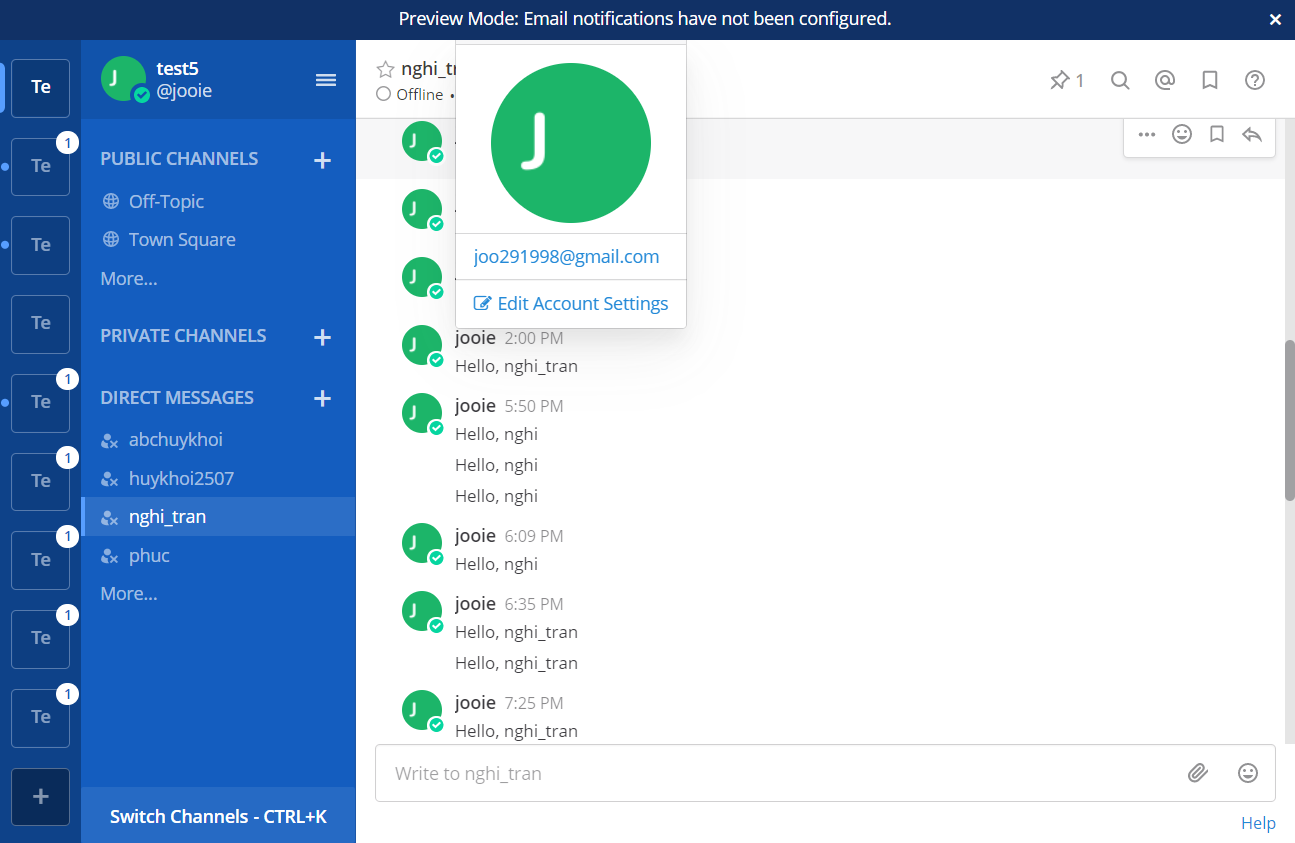 Preview Mode: Email notifications have not been configured.
Te
1
Te
Te
Te
1
Te
1
Te
1
Te
1
Te
1
Te
+
J
test5
@jooie
PUBLIC CHANNELS
Off-Topic
Town Square
More...
PRIVATE CHANNELS
DIRECT MESSAGES
abchuykhoi
huykhoi2507
nghi_tran
phuc
More...
Switch Channels - CTRL+K
Offline
1
J
joo291998@gmail.com
Edit Account Settings
J
J
J
J
jooie 2:00 PM
Hello, nghi_tran
J
jooie 5:50 PM
Hello, nghi
Hello, nghi
Hello, nghi
J
jooie 6:09 PM
Hello, nghi
J
jooie 6:35 PM
Hello, nghi_tran
Hello, nghi_tran
J
jooie 7:25 PM
Hello, nghi_tran
Write to nghi_tran
Help